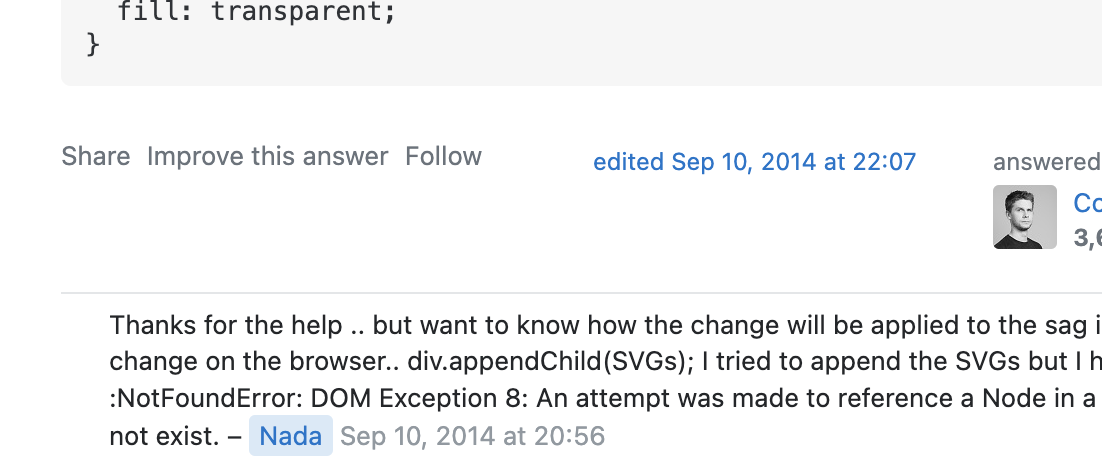 fill: transparent;
}
Share Improve this answer Follow
edited Sep 10, 2014 at 22:07
answered
Co
3,6
Thanks for the help .. but want to know how the change will be applied to the sag i
change on the browser.. div.appendChild(SVGs); I tried to append the SVGs but I h
:NotFoundError: DOM Exception 8: An attempt was made to reference a Node in a
not exist. – Nada Sep 10, 2014 at 20:56